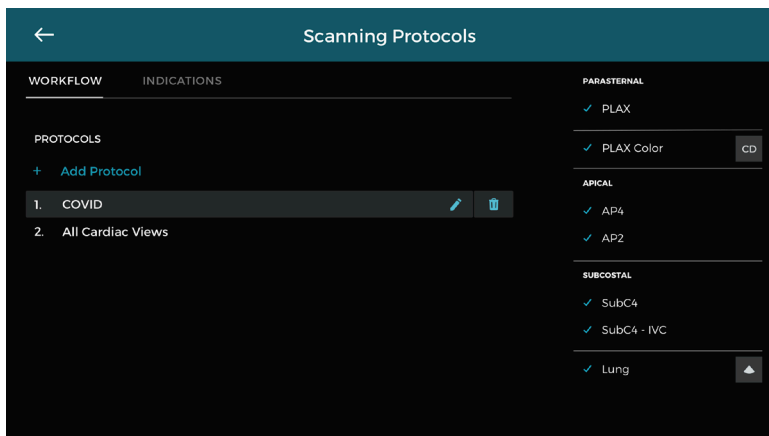 Scanning Protocols
WORKFLOW INDICATIONS
PROTOCOLS
+ Add Protocol
1. COVID
2. All Cardiac Views
PARASTERNAL
PLAX
PLAX Color CD
APICAL
AP4
AP2
SUBCOSTAL
SubC4
SubC4 - IVC
Lung